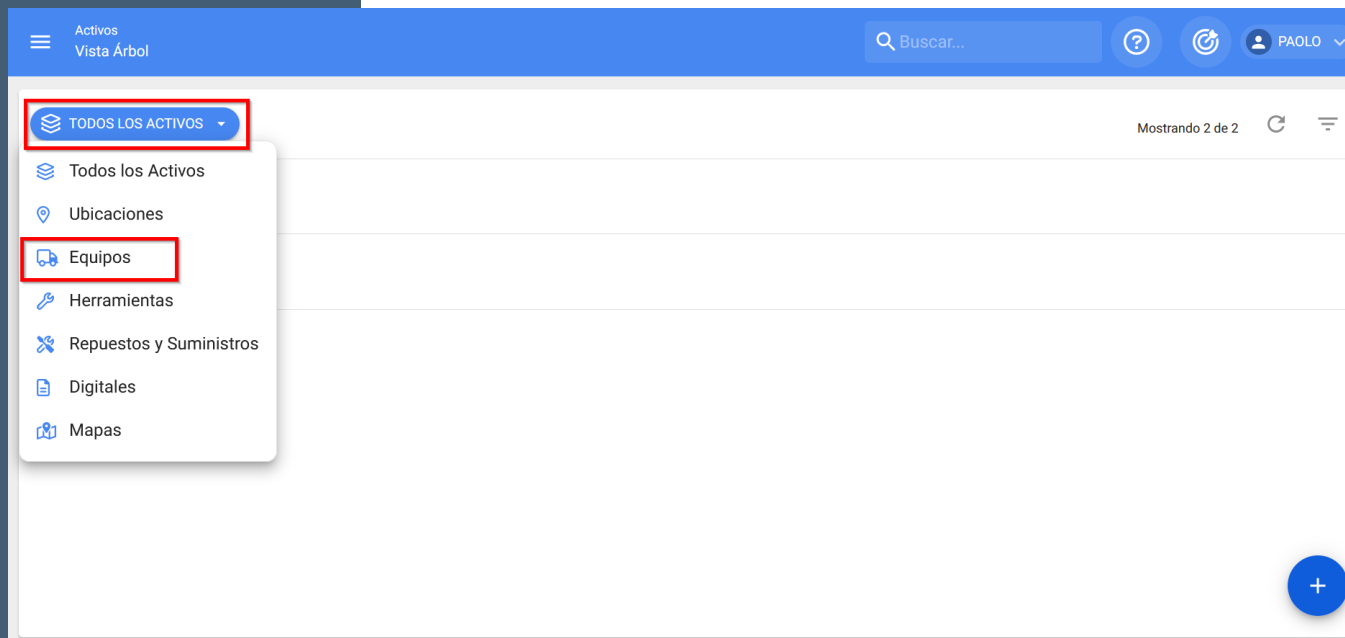 Activos
Vista Árbol
Buscar...
PAOLO
TODOS LOS ACTIVOS
Mostrando 2 de 2
Todos los Activos
Ubicaciones
Equipos
Herramientas
Repuestos y Suministros
Digitales
Mapas